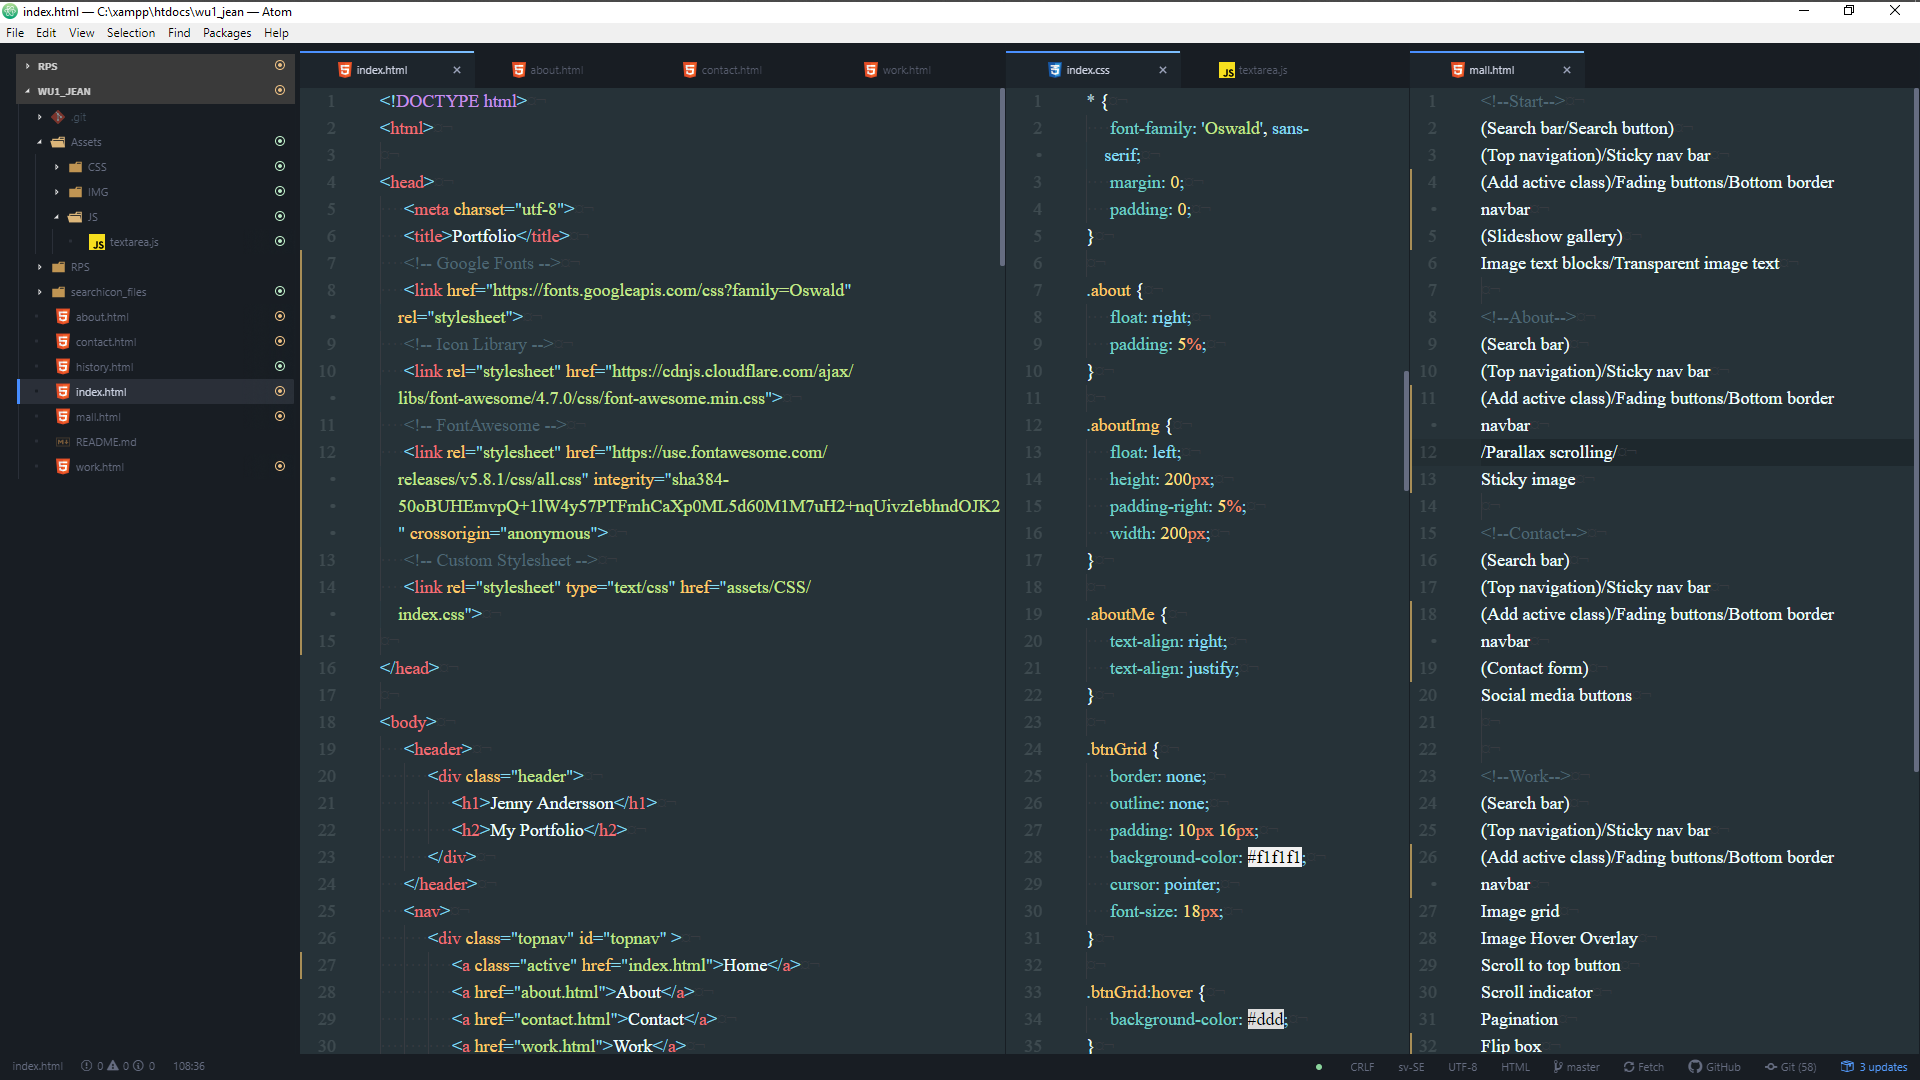 index.html — C:\xampp\htdocs\wu1_jean — Atom
File Edit View Selection Find Packages Help
RPS
WU1_JEAN
.git
Assets
CSS
IMG
JS
textarea.js
RPS
searchicon_files
about.html
contact.html
history.html
index.html
mall.html
README.md
work.html
index.html about.html contact.html work.html
1 <!DOCTYPE html>
2 <html>
3
4 <head>
5 <meta charset="utf-8">
6 <title>Portfolio</title>
7 <!-- Google Fonts -->
8 <link href="https://fonts.googleapis.com/css?family=Oswald"
rel="stylesheet">
9 <!-- Icon Library -->
10 <link rel="stylesheet" href="https://cdnjs.cloudflare.com/ajax/
libs/font-awesome/4.7.0/css/font-awesome.min.css">
11 <!-- FontAwesome -->
12 <link rel="stylesheet" href="https://use.fontawesome.com/
releases/v5.8.1/css/all.css" integrity="sha384-
50oBUHEmvpQ+1lW4y57PTFmhCaXp0ML5d60M1M7uH2+nqUivzIebhndOJK2
" crossorigin="anonymous">
13 <!-- Custom Stylesheet -->
14 <link rel="stylesheet" type="text/css" href="assets/CSS/
index.css">
15
16 </head>
17
18 <body>
19 <header>
20 <div class="header">
21 <h1>Jenny Andersson</h1>
22 <h2>My Portfolio</h2>
23 </div>
24 </header>
25 <nav>
26 <div class="topnav" id="topnav" >
27 <a class="active" href="index.html">Home</a>
28 <a href="about.html">About</a>
29 <a href="contact.html">Contact</a>
30 <a href="work.html">Work</a>
index.css textarea.js
1 * {
2 font-family: 'Oswald', sans-
serif;
3 margin: 0;
4 padding: 0;
5 }
6
7 .about {
8 float: right;
9 padding: 5%;
10 }
11
12 .aboutImg {
13 float: left;
14 height: 200px;
15 padding-right: 5%;
16 width: 200px;
17 }
18
19 .aboutMe {
20 text-align: right;
21 text-align: justify;
22 }
23
24 .btnGrid {
25 border: none;
26 outline: none;
27 padding: 10px 16px;
28 background-color: #f1f1f1;
29 cursor: pointer;
30 font-size: 18px;
31 }
32
33 .btnGrid:hover {
34 background-color: #ddd;
35 }
mall.html
1 <!--Start-->
2 (Search bar/Search button)
3 (Top navigation)/Sticky nav bar
4 (Add active class)/Fading buttons/Bottom border
navbar
5 (Slideshow gallery)
6 Image text blocks/Transparent image text
7
8 <!--About-->
9 (Search bar)
10 (Top navigation)/Sticky nav bar
11 (Add active class)/Fading buttons/Bottom border
navbar
12 /Parallax scrolling/
13 Sticky image
14
15 <!--Contact-->
16 (Search bar)
17 (Top navigation)/Sticky nav bar
18 (Add active class)/Fading buttons/Bottom border
navbar
19 (Contact form)
20 Social media buttons
21
22
23 <!--Work-->
24 (Search bar)
25 (Top navigation)/Sticky nav bar
26 (Add active class)/Fading buttons/Bottom border
navbar
27 Image grid
28 Image Hover Overlay
29 Scroll to top button
30 Scroll indicator
31 Pagination
32 Flip box
index.html 0 0 0 108:36 CRLF sv-SE UTF-8 HTML master Fetch GitHub Git (58) 3 updates